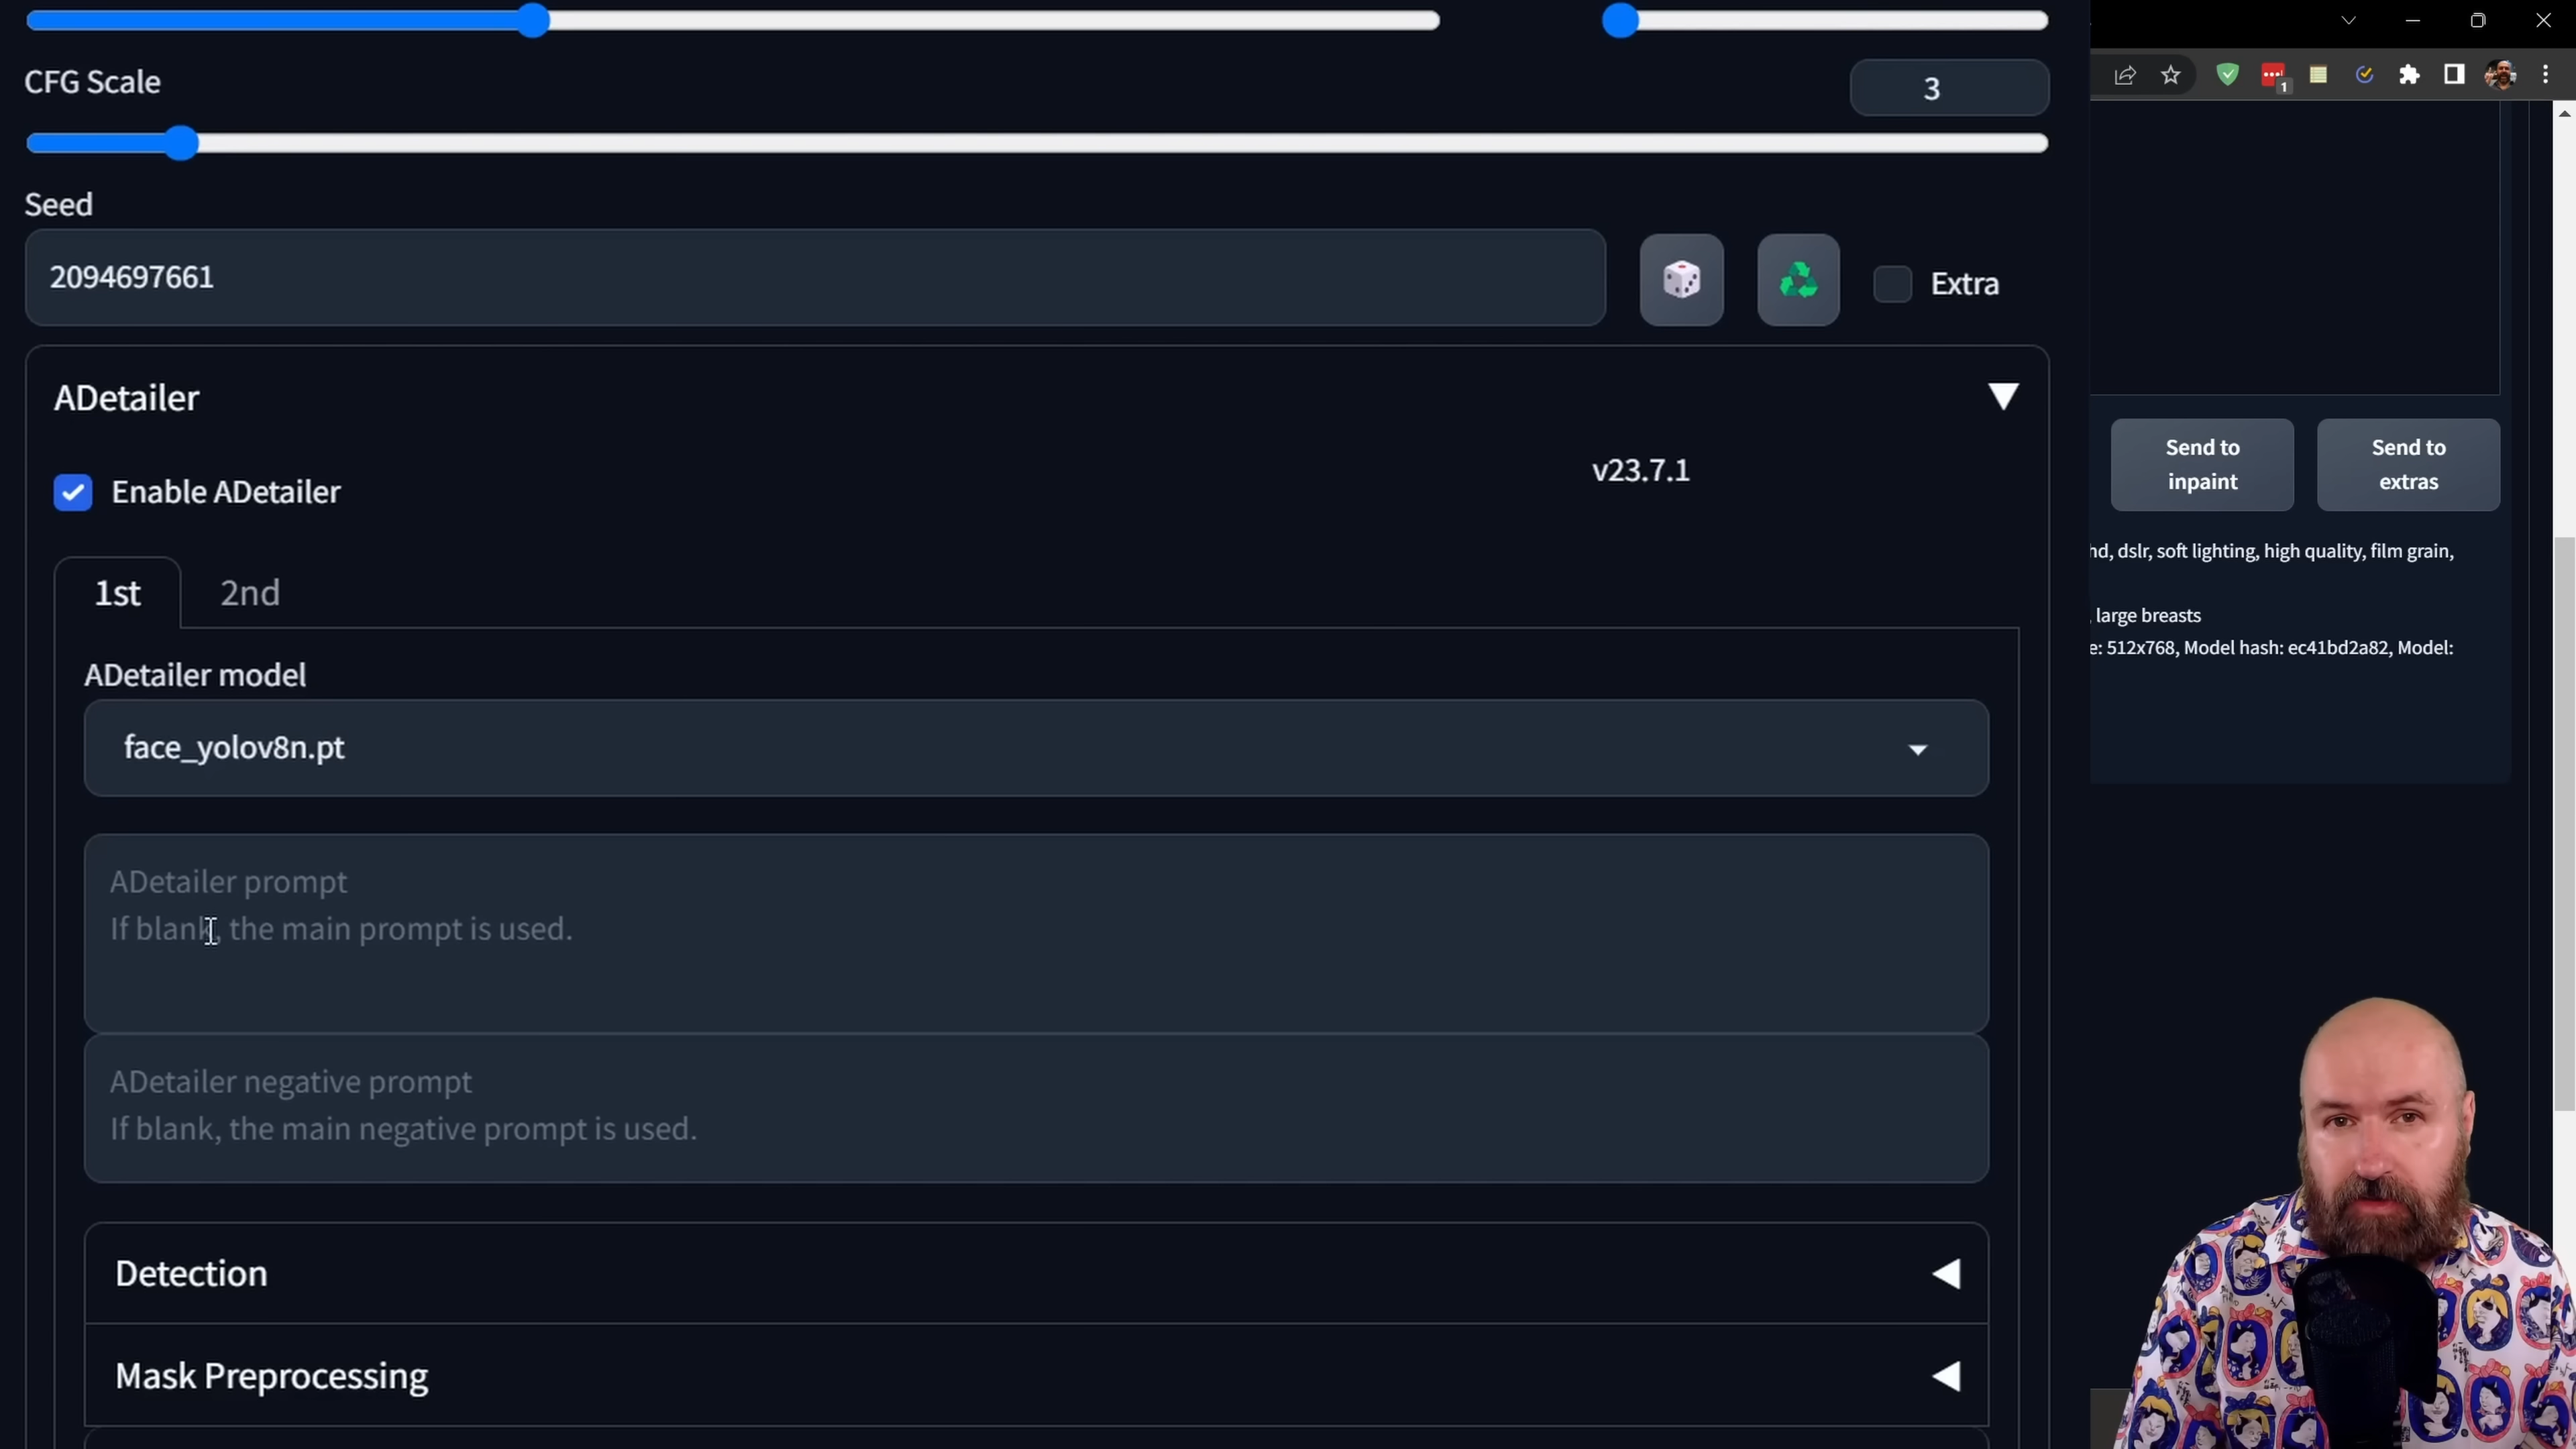 CFG Scale
3
Seed
2094697661
Extra
ADetailer
Enable ADetailer
v23.7.1
1st
2nd
ADetailer model
face_yolov8n.pt
ADetailer prompt
If blank, the main prompt is used.
ADetailer negative prompt
If blank, the main negative prompt is used.
Detection
Mask Preprocessing
1
Send to
inpaint
Send to
extras
hd, dslr, soft lighting, high quality, film grain,
, large breasts
e: 512x768, Model hash: ec41bd2a82, Model: